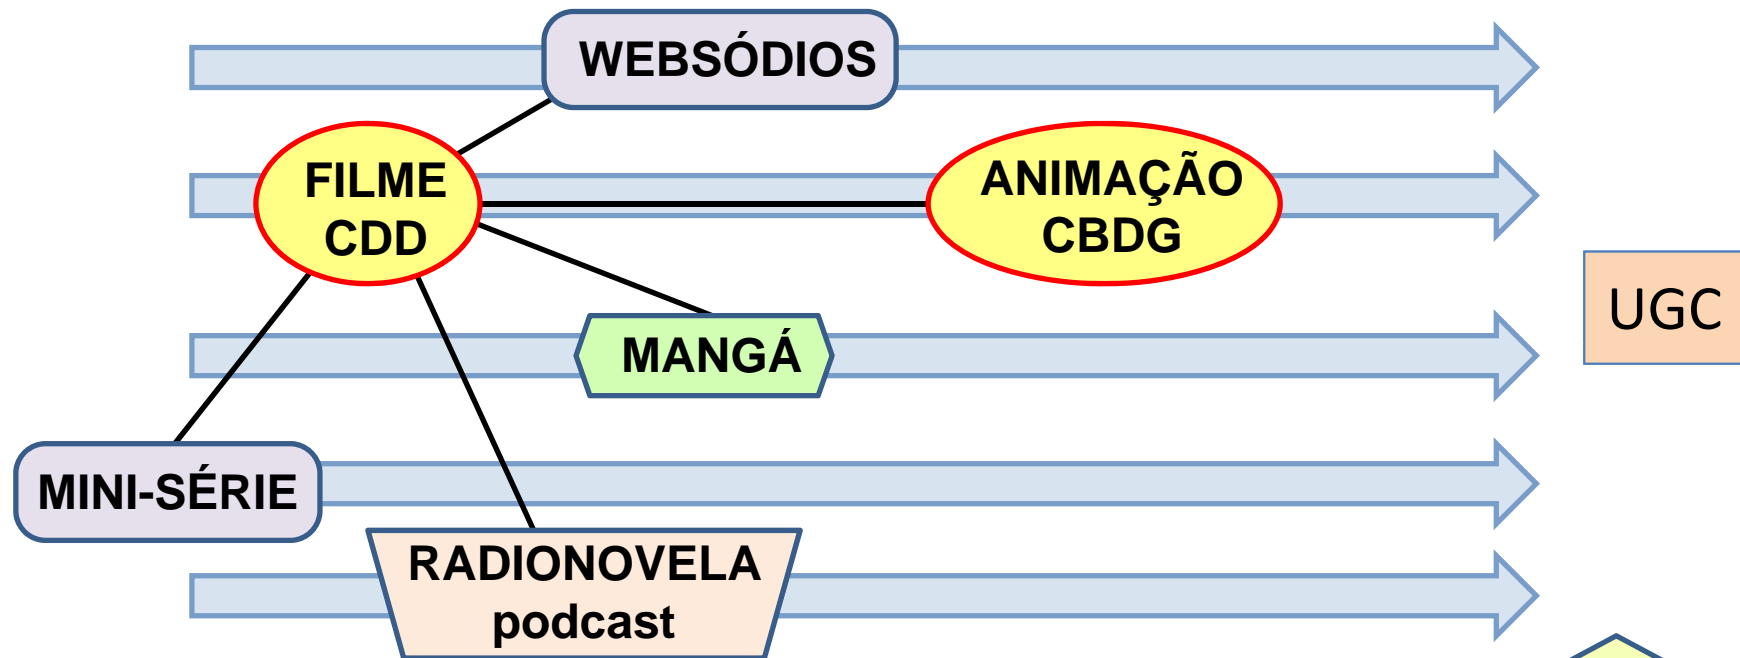 WEBSÓDIOS
FILME
CDD
ANIMAÇÃO
CBDG
UGC
MANGÁ
MINI-SÉRIE
RADIONOVELA
podcast